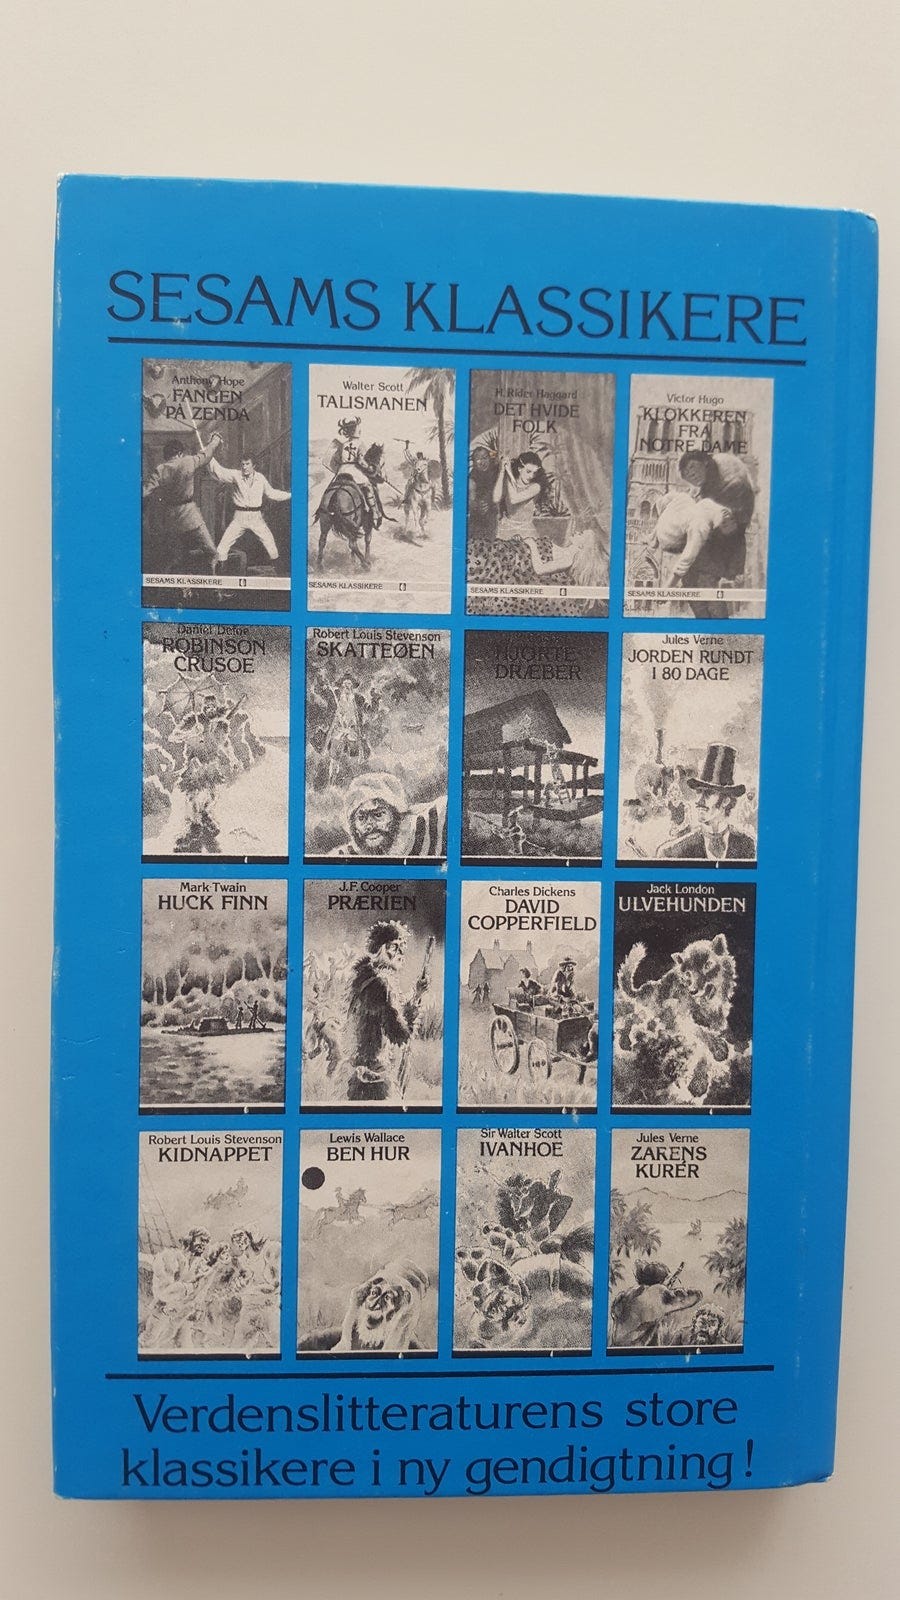 SESAMS KLASSIKERE
Anthony Hope
FANGEN
PÅ ZENDA
SESAMS KLASSIKERE
Walter Scott
TALISMANEN
SESAMS KLASSIKERE
H. Rider Haggard
DET HVIDE
FOLK
SESAMS KLASSIKERE
Victor Hugo
KLOKKEREN
FRA
NOTRE DAME
SESAMS KLASSIKERE
Daniel Defoe
ROBINSON
CRUSOE
Robert Louis Stevenson
SKATTEØEN
HJORTE-
DRÆBER
Jules Verne
JORDEN RUNDT
I 80 DAGE
Mark Twain
HUCK FINN
J.F. Cooper
PRÆRIEN
Charles Dickens
DAVID
COPPERFIELD
Jack London
ULVEHUNDEN
Robert Louis Stevenson
KIDNAPPET
Lewis Wallace
BEN HUR
Sir Walter Scott
IVANHOE
Jules Verne
ZARENS
KURÉR
Verdenslitteraturens store
klassikere i ny gendigtning!